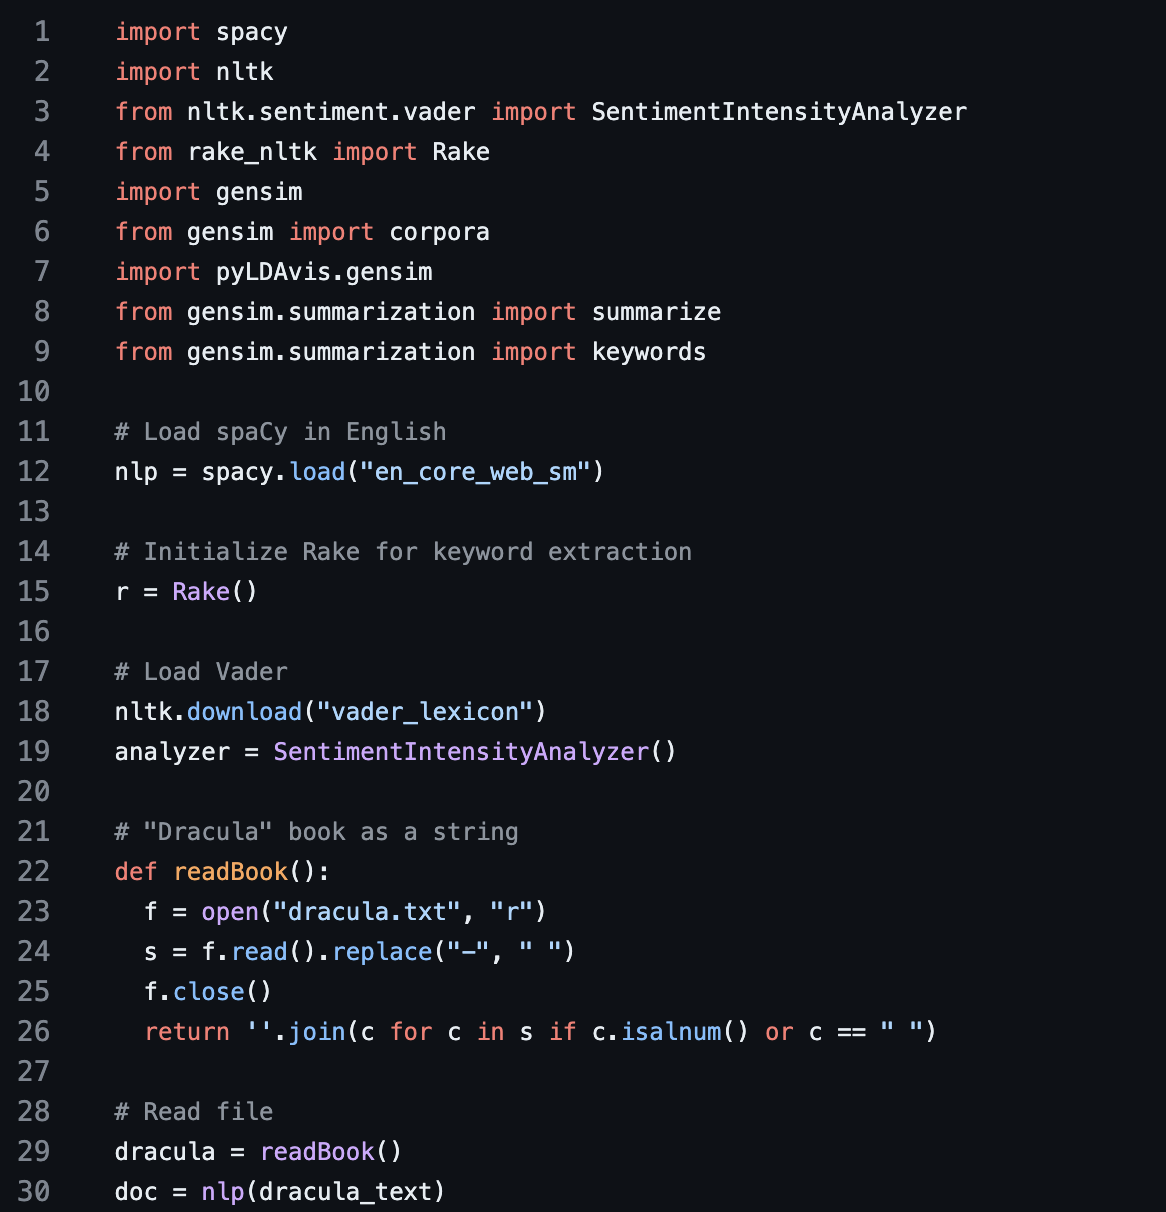 1 import spacy
2 import nltk
3 from nltk.sentiment.vader import SentimentIntensityAnalyzer
4 from rake_nltk import Rake
5 import gensim
6 from gensim import corpora
7 import pyLDAvis.gensim
8 from gensim.summarization import summarize
9 from gensim.summarization import keywords
10
11 # Load spaCy in English
12 nlp = spacy.load("en_core_web_sm")
13
14 # Initialize Rake for keyword extraction
15 r = Rake()
16
17 # Load Vader
18 nltk.download("vader_lexicon")
19 analyzer = SentimentIntensityAnalyzer()
20
21 # "Dracula" book as a string
22 def readBook():
23   f = open("dracula.txt", "r")
24   s = f.read().replace("-", " ")
25   f.close()
26   return ''.join(c for c in s if c.isalnum() or c == " ")
27
28 # Read file
29 dracula = readBook()
30 doc = nlp(dracula_text)